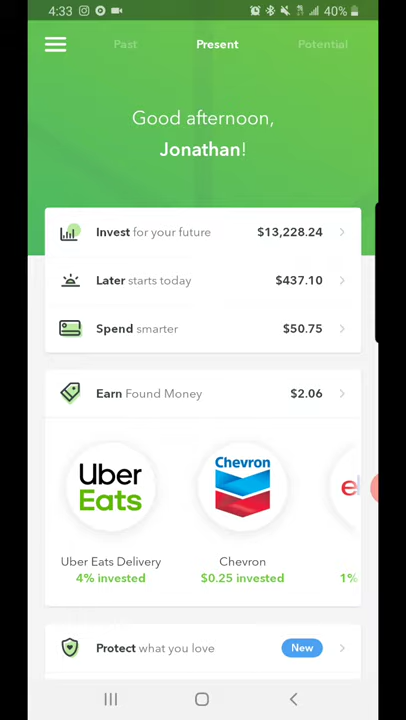 4:33 40%
Past Present Potential
Good afternoon,
Jonathan!
Invest for your future $13,228.24
Later starts today $437.10
Spend smarter $50.75
Earn Found Money $2.06
Uber
Eats
Chevron
Uber Eats Delivery Chevron
4% invested $0.25 invested 1%
Protect what you love New